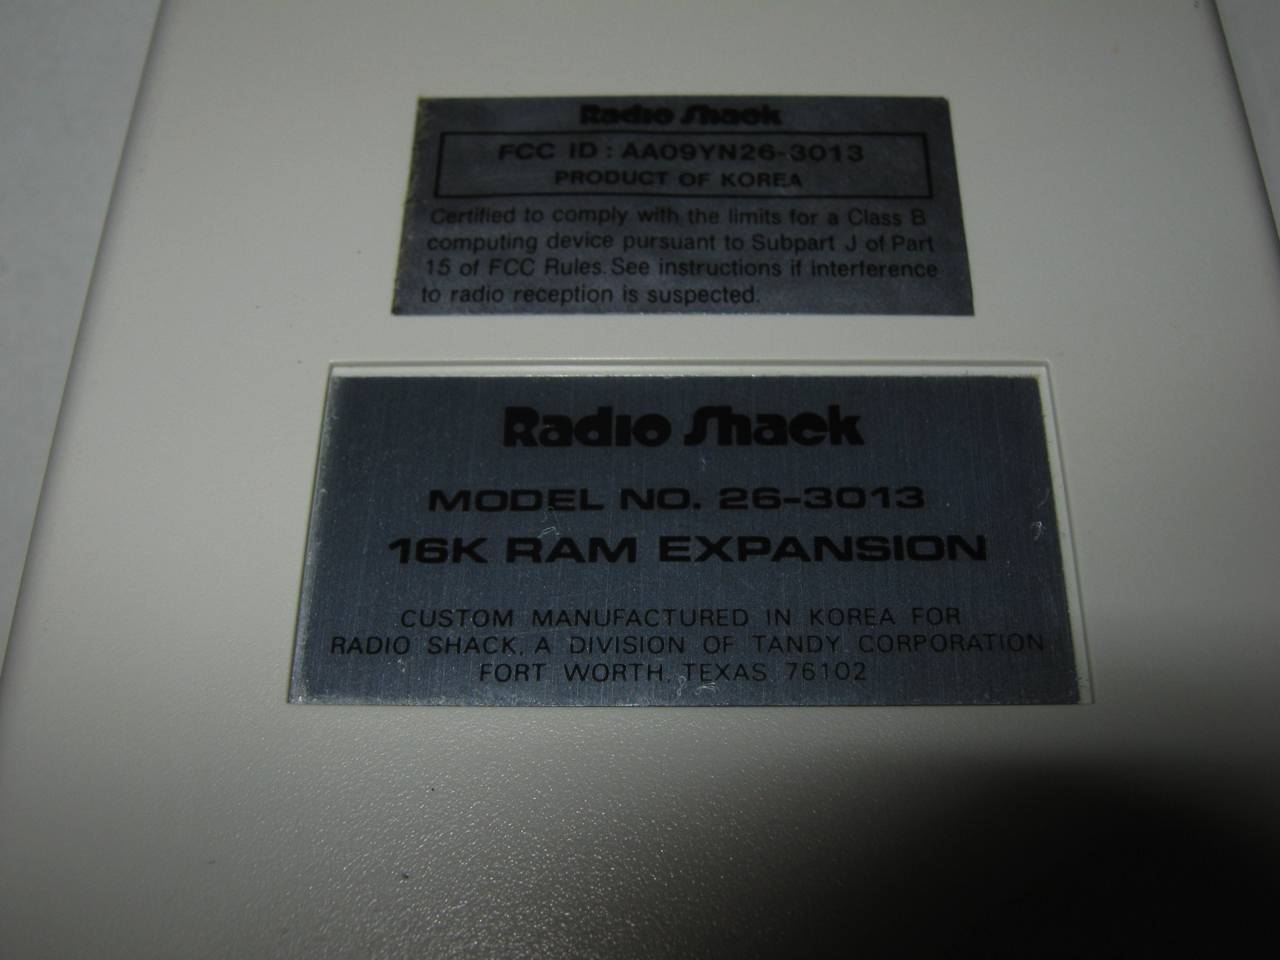 Radio Shack
FCC ID : AAO9YN26-3013
PRODUCT OF KOREA
Certified to comply with the limits for a Class B
computing device pursuant to Subpart J of Part
15 of FCC Rules. See instructions if interference
to radio reception is suspected.
Radio Shack
MODEL NO. 26-3013
16K RAM EXPANSION
CUSTOM MANUFACTURED IN KOREA FOR
RADIO SHACK, A DIVISION OF TANDY CORPORATION
FORT WORTH, TEXAS 76102